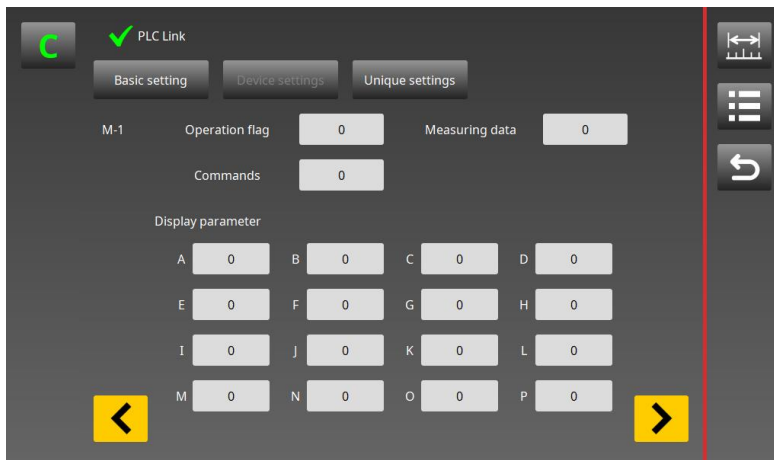 C
PLC Link
Basic setting Device settings Unique settings
M-1 Operation flag 0 Measuring data 0
Commands 0
Display parameter
A 0 B 0 C 0 D 0
E 0 F 0 G 0 H 0
I 0 J 0 K 0 L 0
M 0 N 0 O 0 P 0